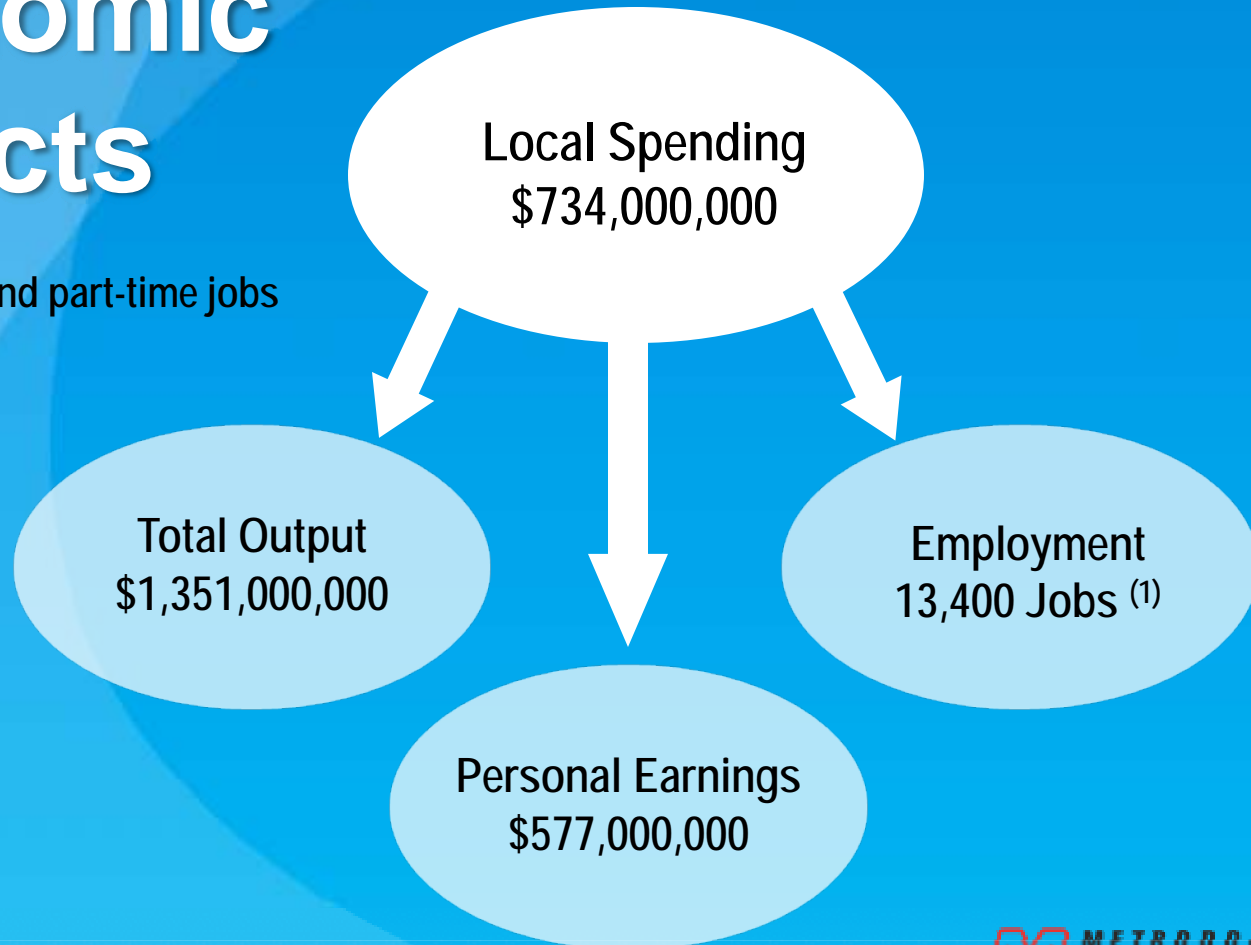 omic
cts
nd part-time jobs
Local Spending
$734,000,000
Total Output
$1,351,000,000
Employment
13,400 Jobs (1)
Personal Earnings
$577,000,000